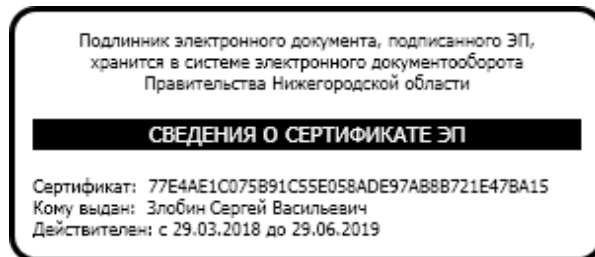 Подлинник электронного документа, подписанного ЭП,
хранится в системе электронного документооборота
Правительства Нижегородской области
СВЕДЕНИЯ О СЕРТИФИКАТЕ ЭП
Сертификат: 77E4AE1C075B91C55E058ADE97AB8B721E47BA15
Кому выдан: Злобин Сергей Васильевич
Действителен: с 29.03.2018 до 29.06.2019